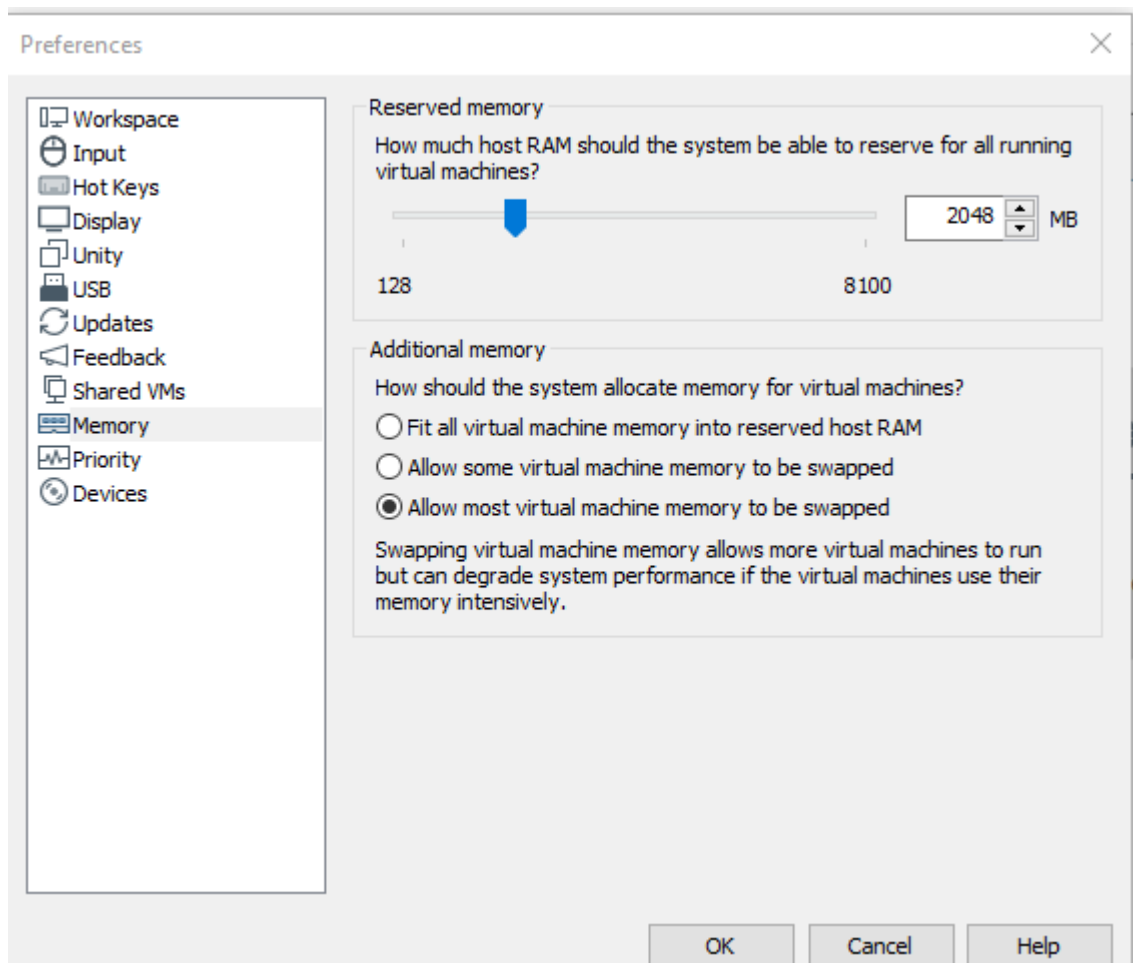 Preferences
Workspace
Input
Hot Keys
Display
Unity
USB
Updates
Feedback
Shared VMs
Memory
Priority
Devices
Reserved memory
How much host RAM should the system be able to reserve for all running
virtual machines?
2048 MB
128 8100
Additional memory
How should the system allocate memory for virtual machines?
Fit all virtual machine memory into reserved host RAM
Allow some virtual machine memory to be swapped
Allow most virtual machine memory to be swapped
Swapping virtual machine memory allows more virtual machines to run
but can degrade system performance if the virtual machines use their
memory intensively.
OK Cancel Help